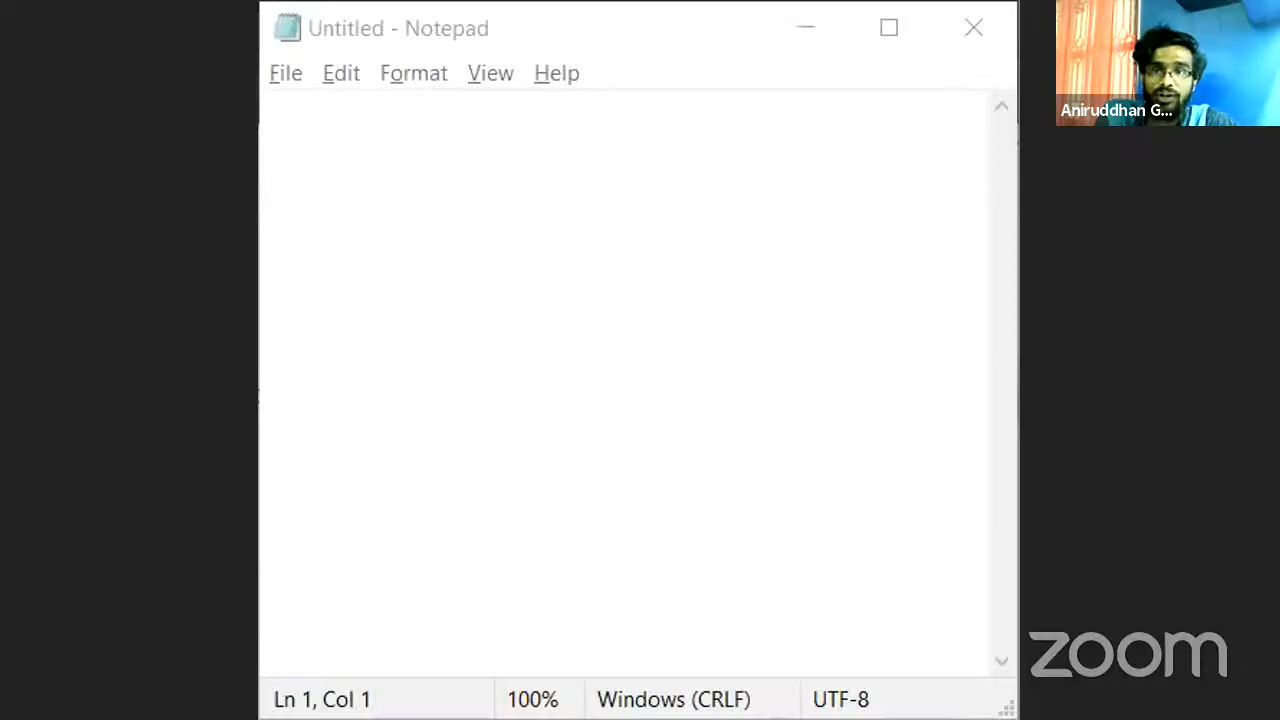 Untitled - Notepad
File Edit Format View Help
Aniruddhan G...
zoom
Ln 1, Col 1 100% Windows (CRLF) UTF-8